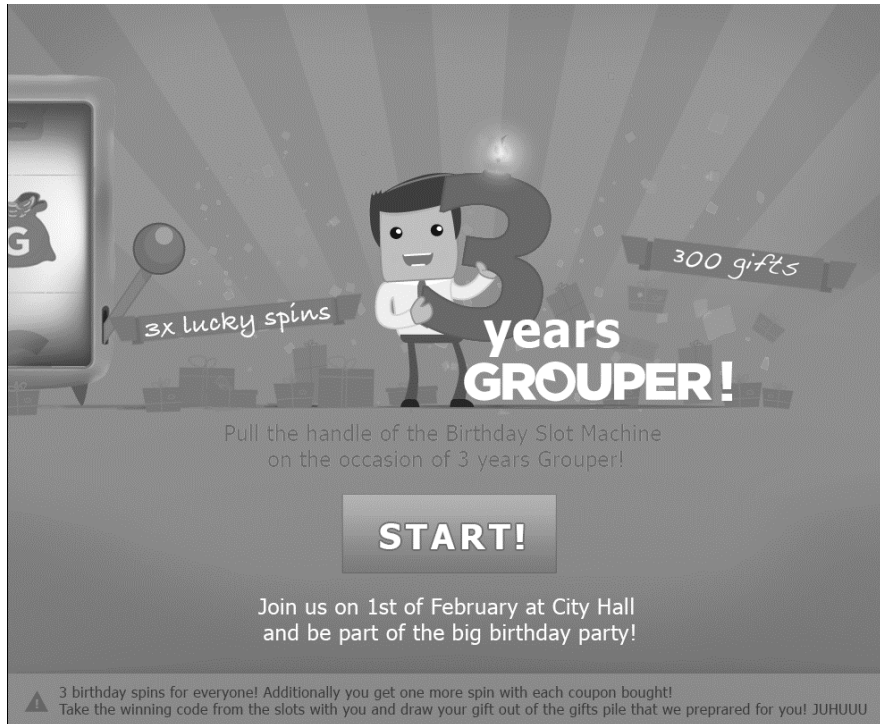 G
3x lucky spins
3
300 gifts
years
GROUPER!
Pull the handle of the Birthday Slot Machine
on the occasion of 3 years Grouper!
START!
Join us on 1st of February at City Hall
and be part of the big birthday party!
3 birthday spins for everyone! Additionally you get one more spin with each coupon bought!
Take the winning code from the slots with you and draw your gift out of the gifts pile that we preprared for you! JUHUUU